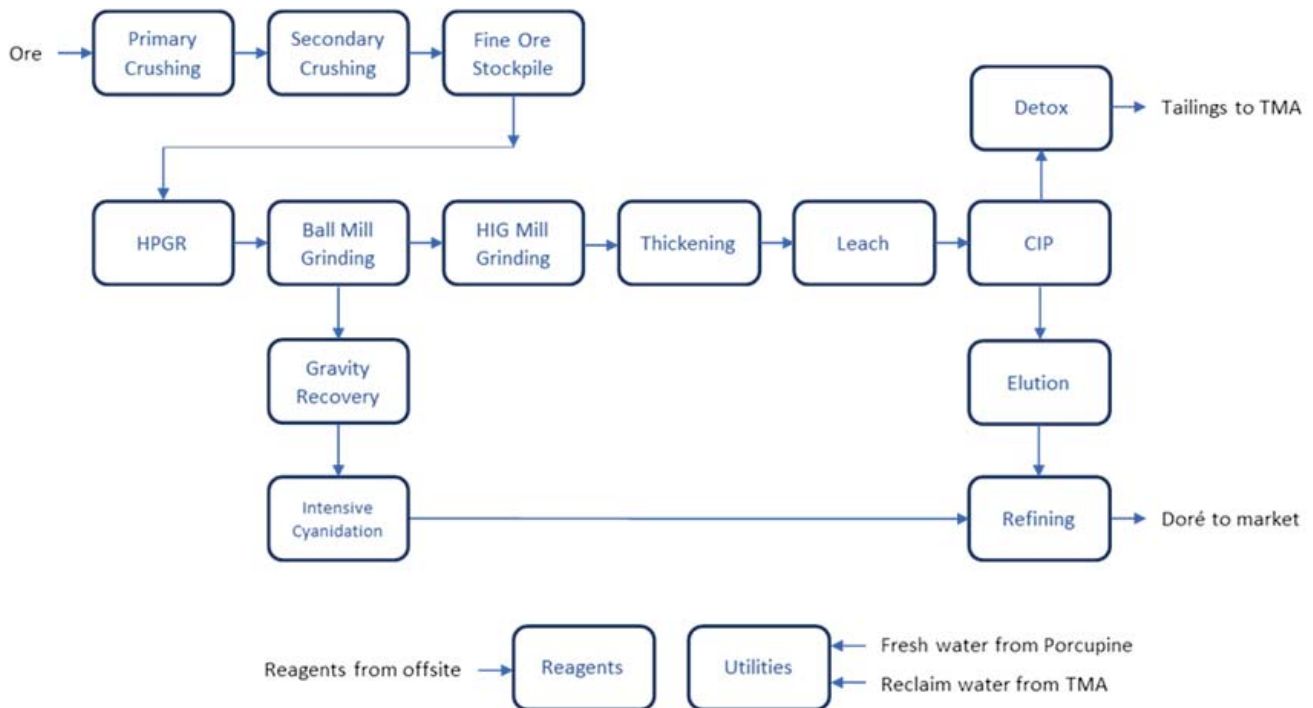 Ore
Primary
Crushing
Secondary
Crushing
Fine Ore
Stockpile
Detox
Tailings to TMA
HPGR
Ball Mill
Grinding
HIG Mill
Grinding
Thickening
Leach
CIP
Gravity
Recovery
Elution
Intensive
Cyanidation
Refining
Doré to market
Reagents from offsite
Reagents
Utilities
Fresh water from Porcupine
Reclaim water from TMA